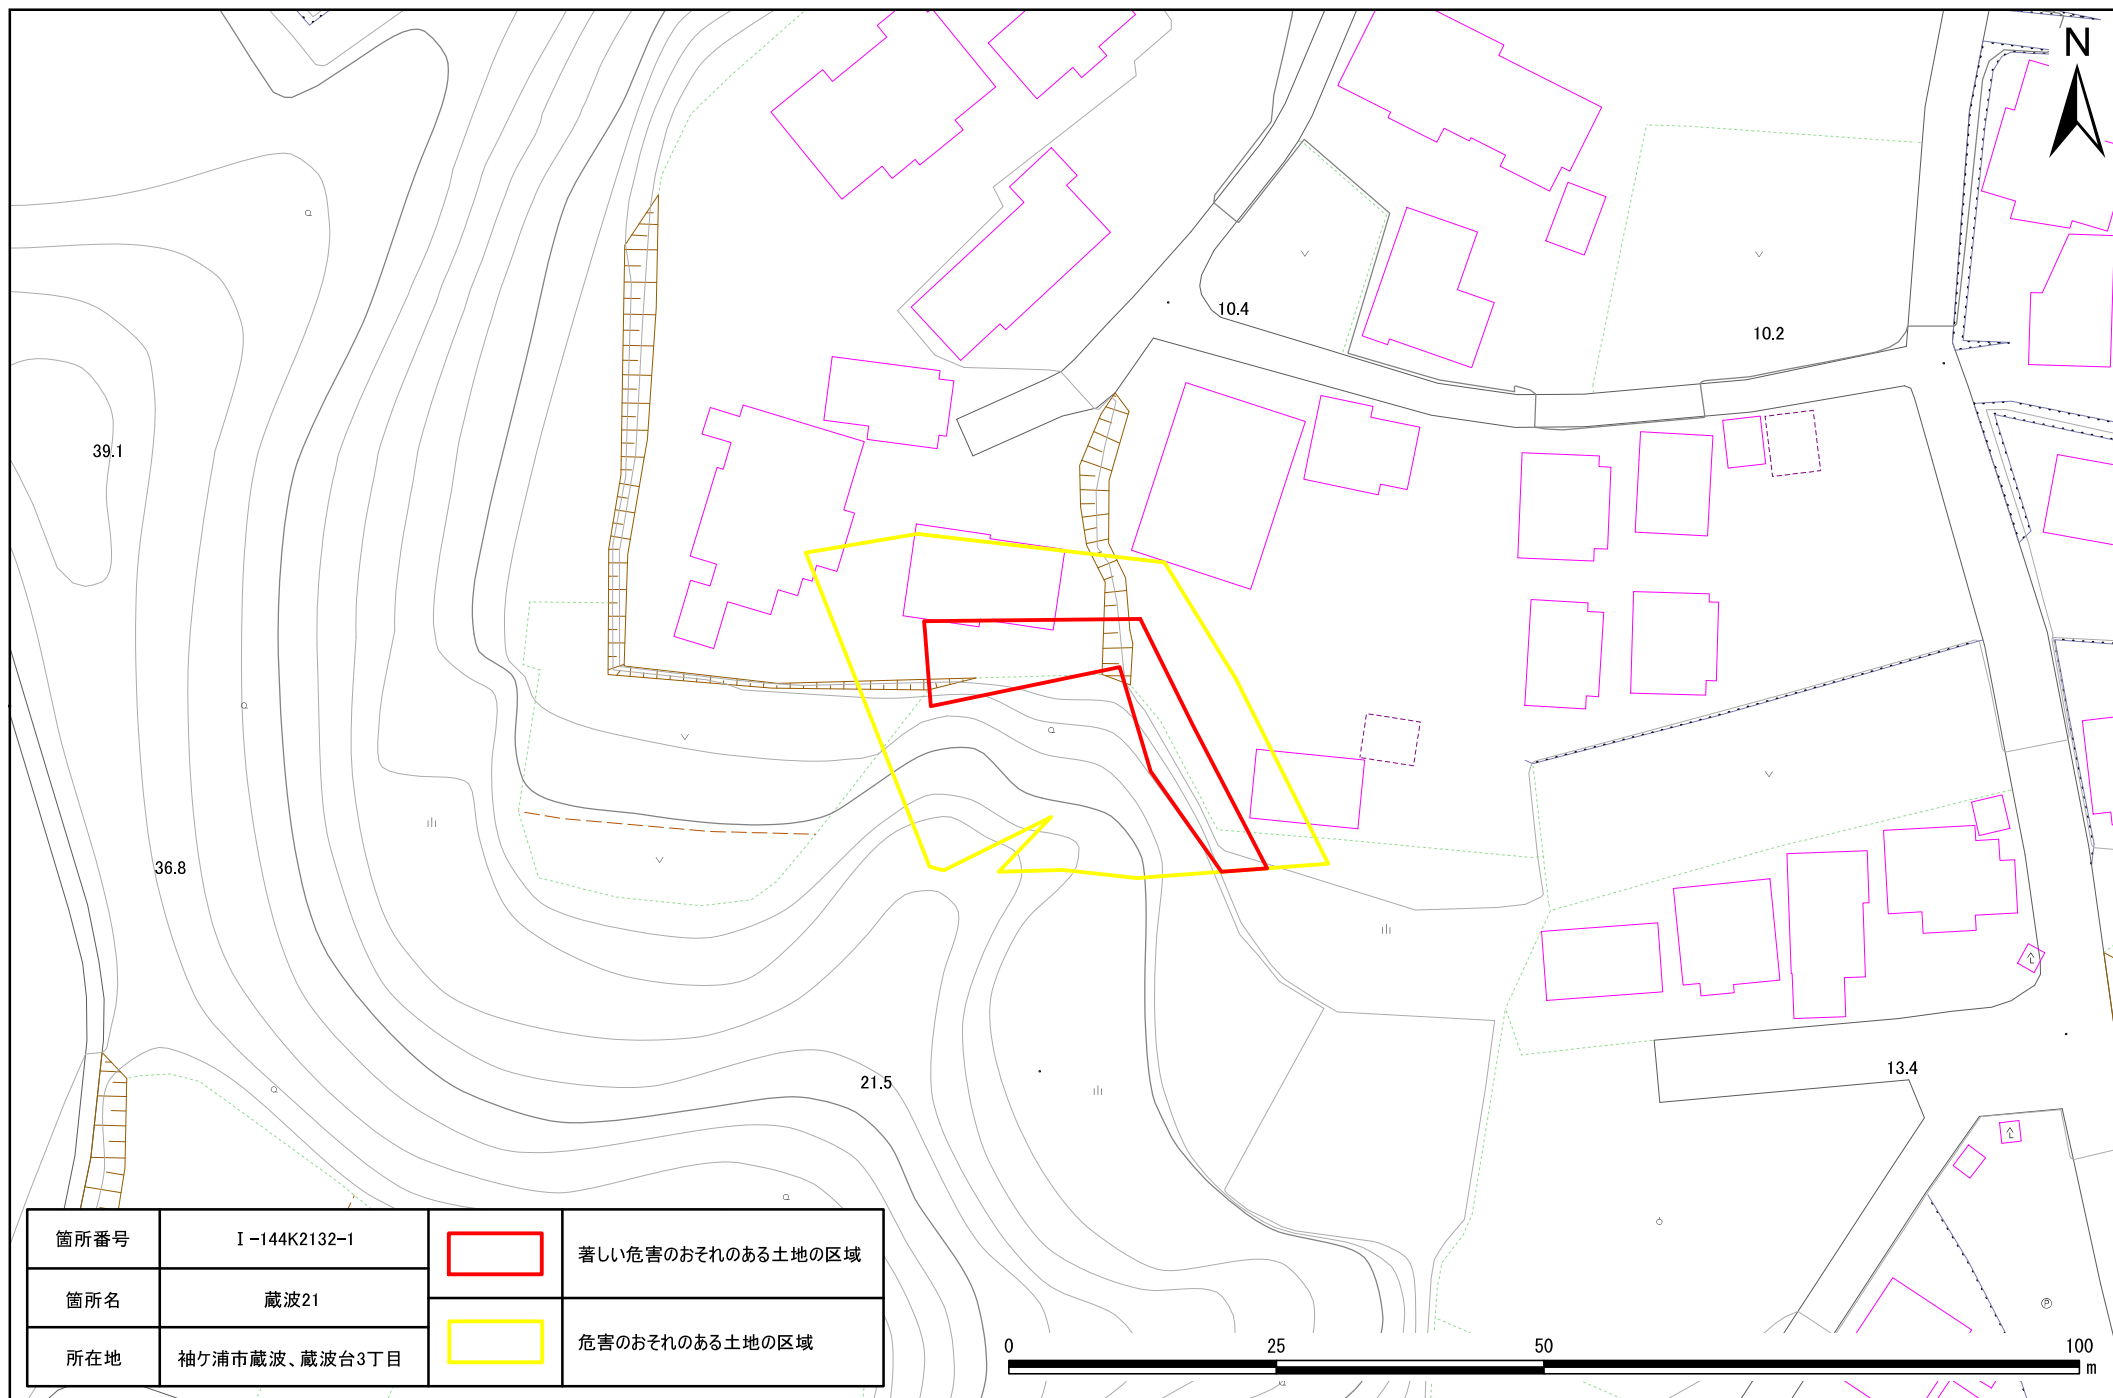 N
10.4
10.2
39.1
36.8
21.5
13.4
箇所番号 Ⅰ-144K2132-1
箇所名 蔵波21
所在地 袖ケ浦市蔵波、蔵波台3丁目
著しい危害のおそれのある土地の区域
危害のおそれのある土地の区域
0 25 50 100
m
P